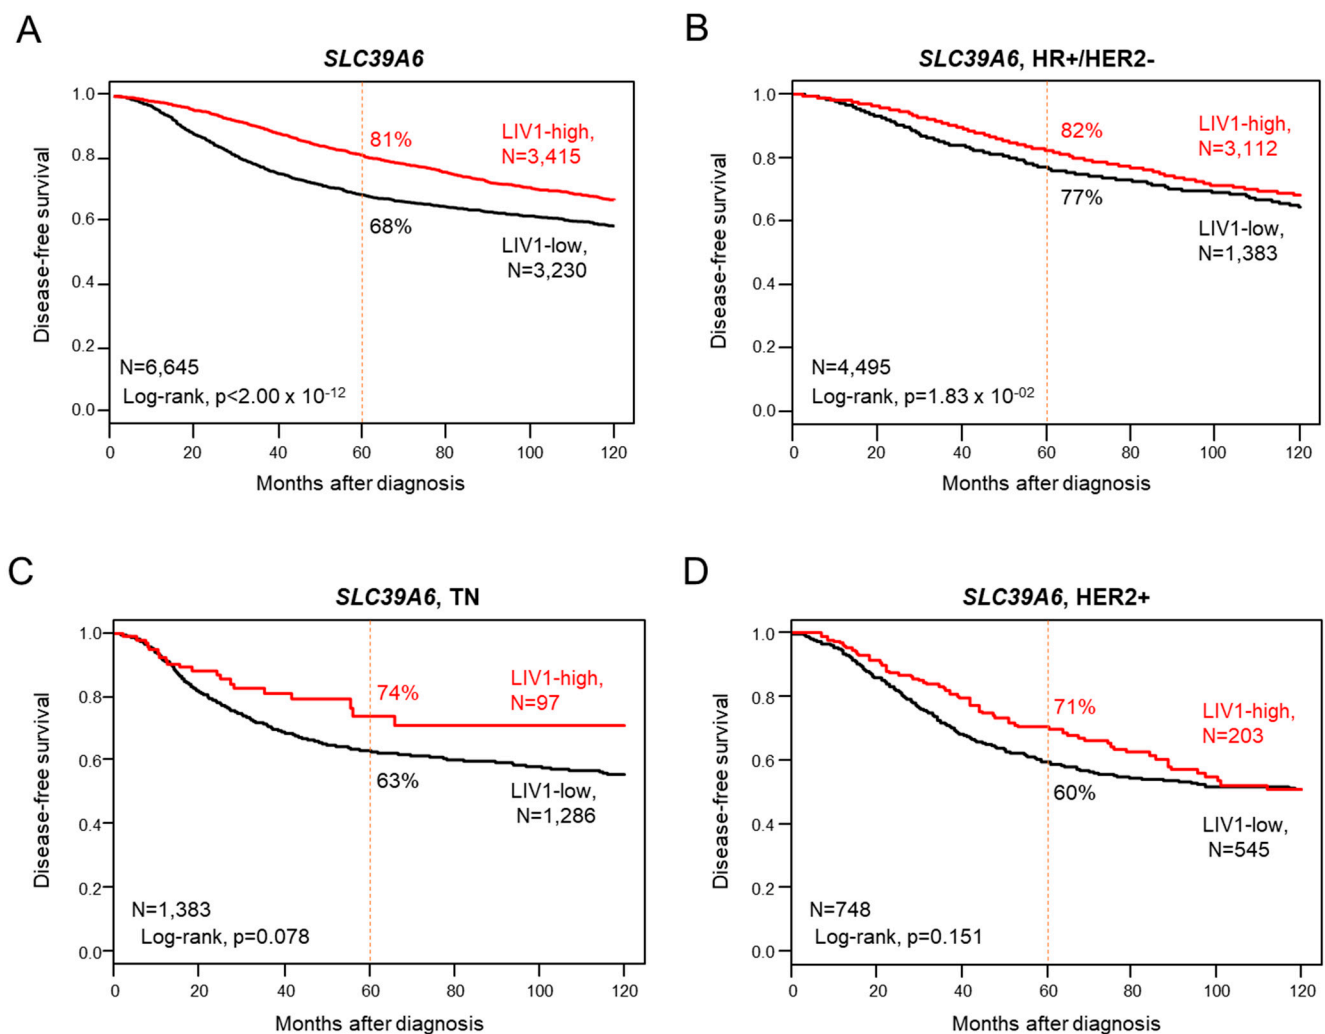 A
SLC39A6
1.0
0.8
0.6
0.4
0.2
0.0
Disease-free survival
81%
68%
LIV1-high,
N=3,415
LIV1-low,
N=3,230
N=6,645
Log-rank, p<2.00 x 10-12
0 20 40 60 80 100 120
Months after diagnosis
B
SLC39A6, HR+/HER2-
1.0
0.8
0.6
0.4
0.2
0.0
Disease-free survival
82%
77%
LIV1-high,
N=3,112
LIV1-low,
N=1,383
N=4,495
Log-rank, p=1.83 x 10-02
0 20 40 60 80 100 120
Months after diagnosis
C
SLC39A6, TN
1.0
0.8
0.6
0.4
0.2
0.0
Disease-free survival
74%
63%
LIV1-high,
N=97
LIV1-low,
N=1,286
N=1,383
Log-rank, p=0.078
0 20 40 60 80 100 120
Months after diagnosis
D
SLC39A6, HER2+
1.0
0.8
0.6
0.4
0.2
0.0
Disease-free survival
71%
60%
LIV1-high,
N=203
LIV1-low,
N=545
N=748
Log-rank, p=0.151
0 20 40 60 80 100 120
Months after diagnosis